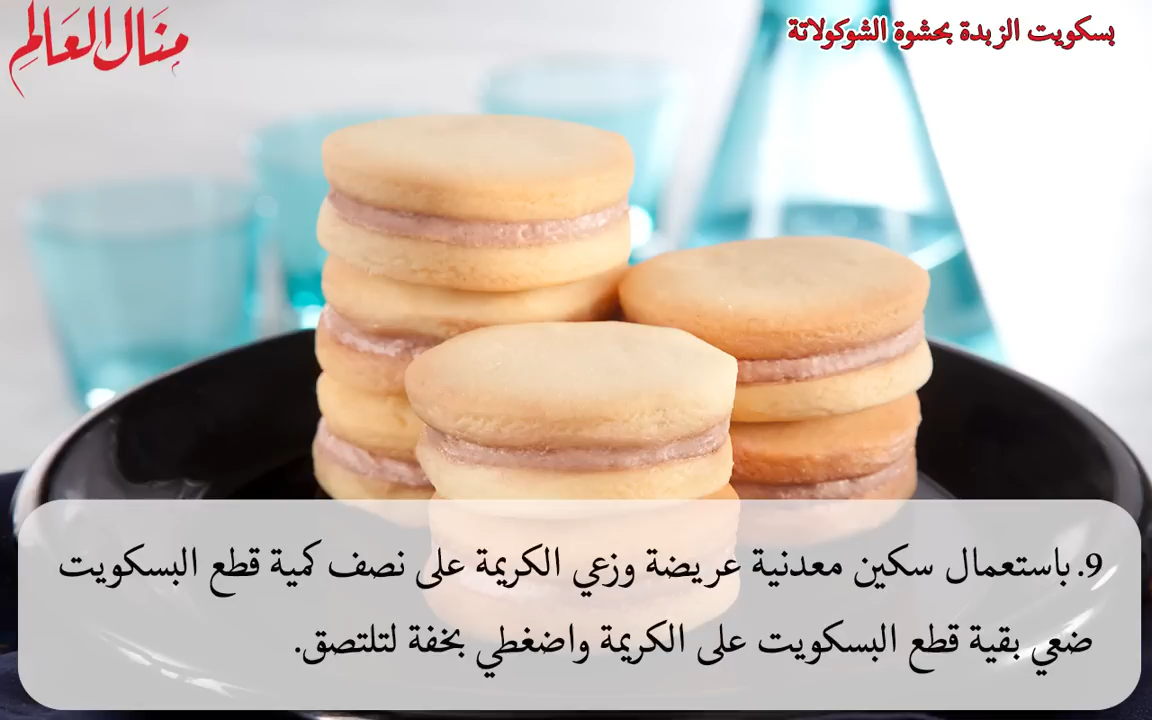 منال العالم
بسكويت الزبدة بحشوة الشوكولاتة
9. باستعمال سكين معدنية عريضة وزعي الكريمة على نصف كمية قطع البسكويت
ضعي بقية قطع البسكويت على الكريمة واضغطي بخفة لتلتصق.